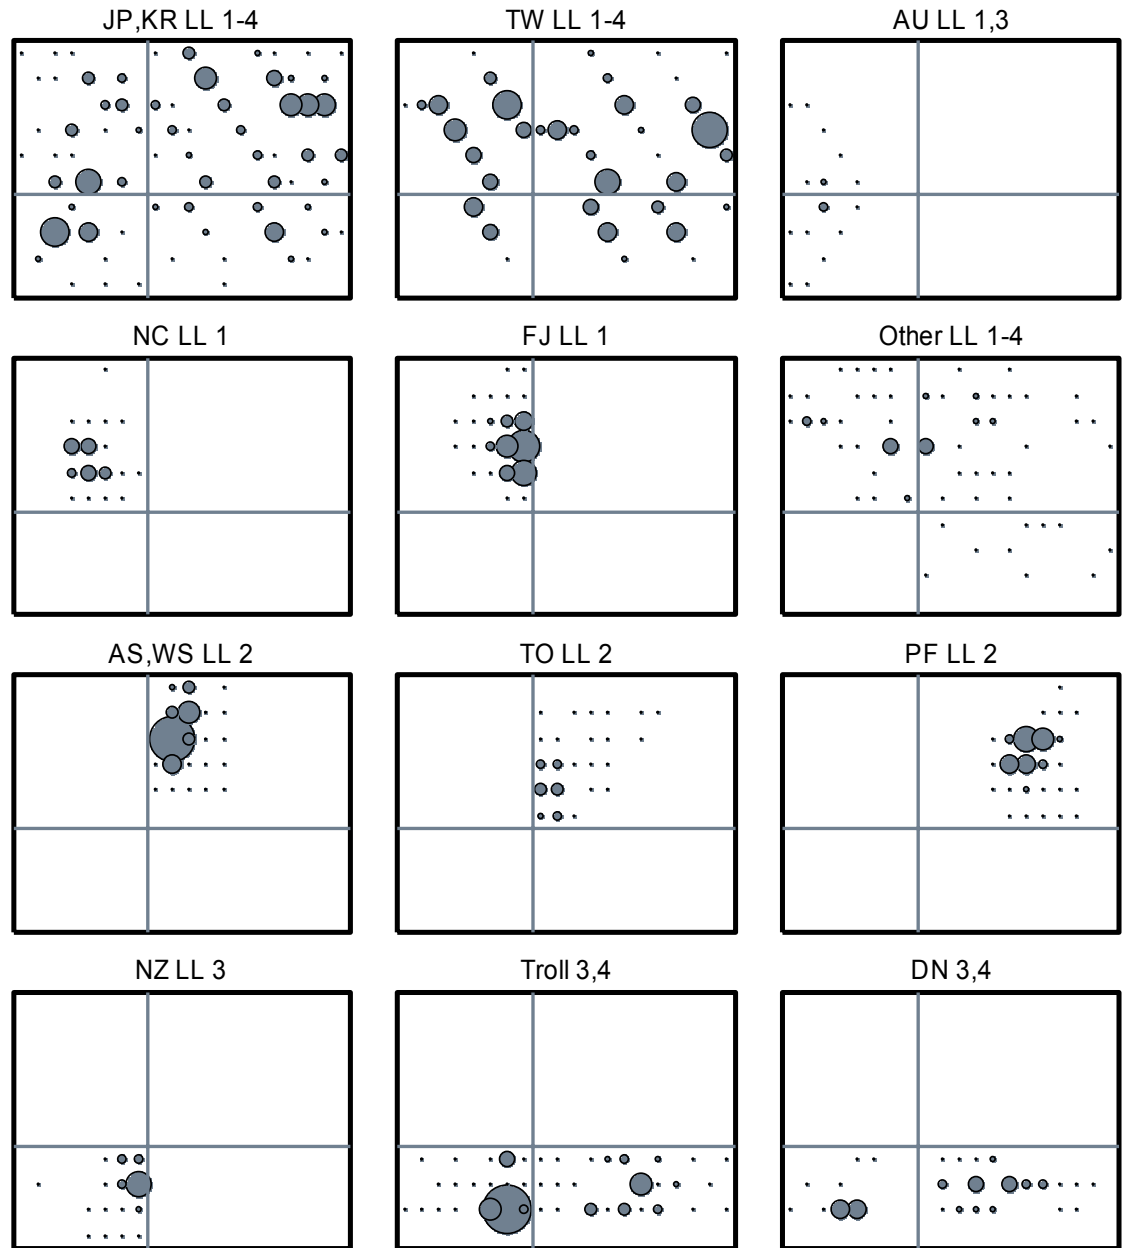 JP,KR LL 1-4
TW LL 1-4
AU LL 1,3
NC LL 1
FJ LL 1
Other LL 1-4
AS,WS LL 2
TO LL 2
PF LL 2
NZ LL 3
Troll 3,4
DN 3,4